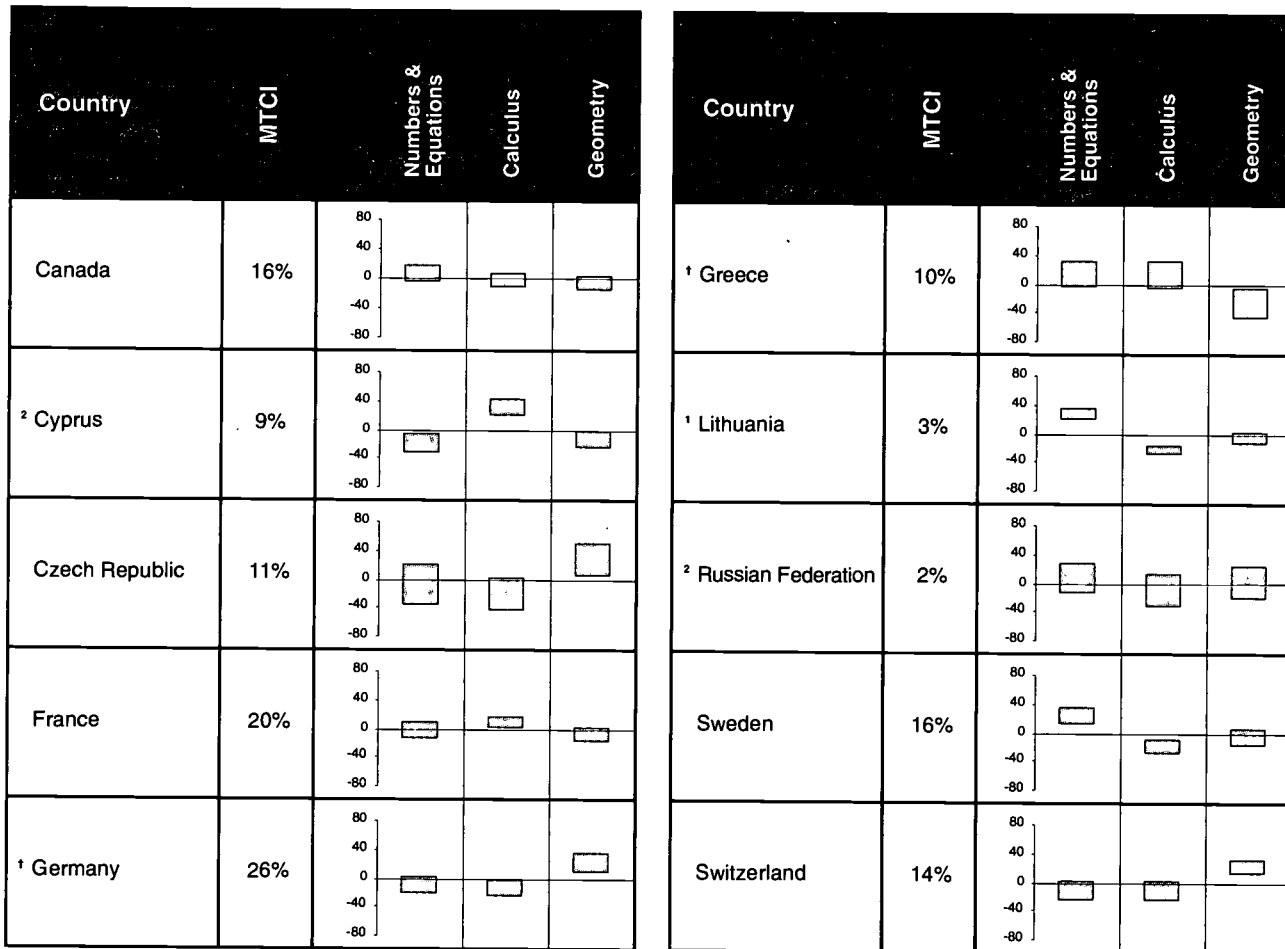 Country
MTCI
Numbers &
Equations
Calculus
Geometry
Canada
16%
80
40
0
-40
-80
² Cyprus
9%
80
40
0
-40
-80
Czech Republic
11%
80
40
0
-40
-80
France
20%
80
40
0
-40
-80
† Germany
26%
80
40
0
-40
-80
Country
MTCI
Numbers &
Equations
Calculus
Geometry
† Greece
10%
80
40
0
-40
-80
¹ Lithuania
3%
80
40
0
-40
-80
² Russian Federation
2%
80
40
0
-40
-80
Sweden
16%
80
40
0
-40
-80
Switzerland
14%
80
40
0
-40
-80